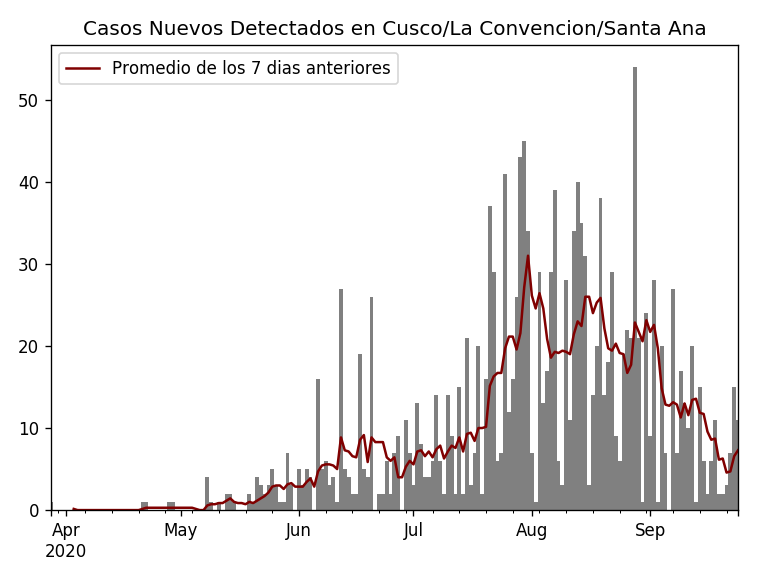 Casos Nuevos Detectados en Cusco/La Convencion/Santa Ana
Promedio de los 7 dias anteriores
50
40
30
20
10
0
Apr May Jun Jul Aug Sep
2020